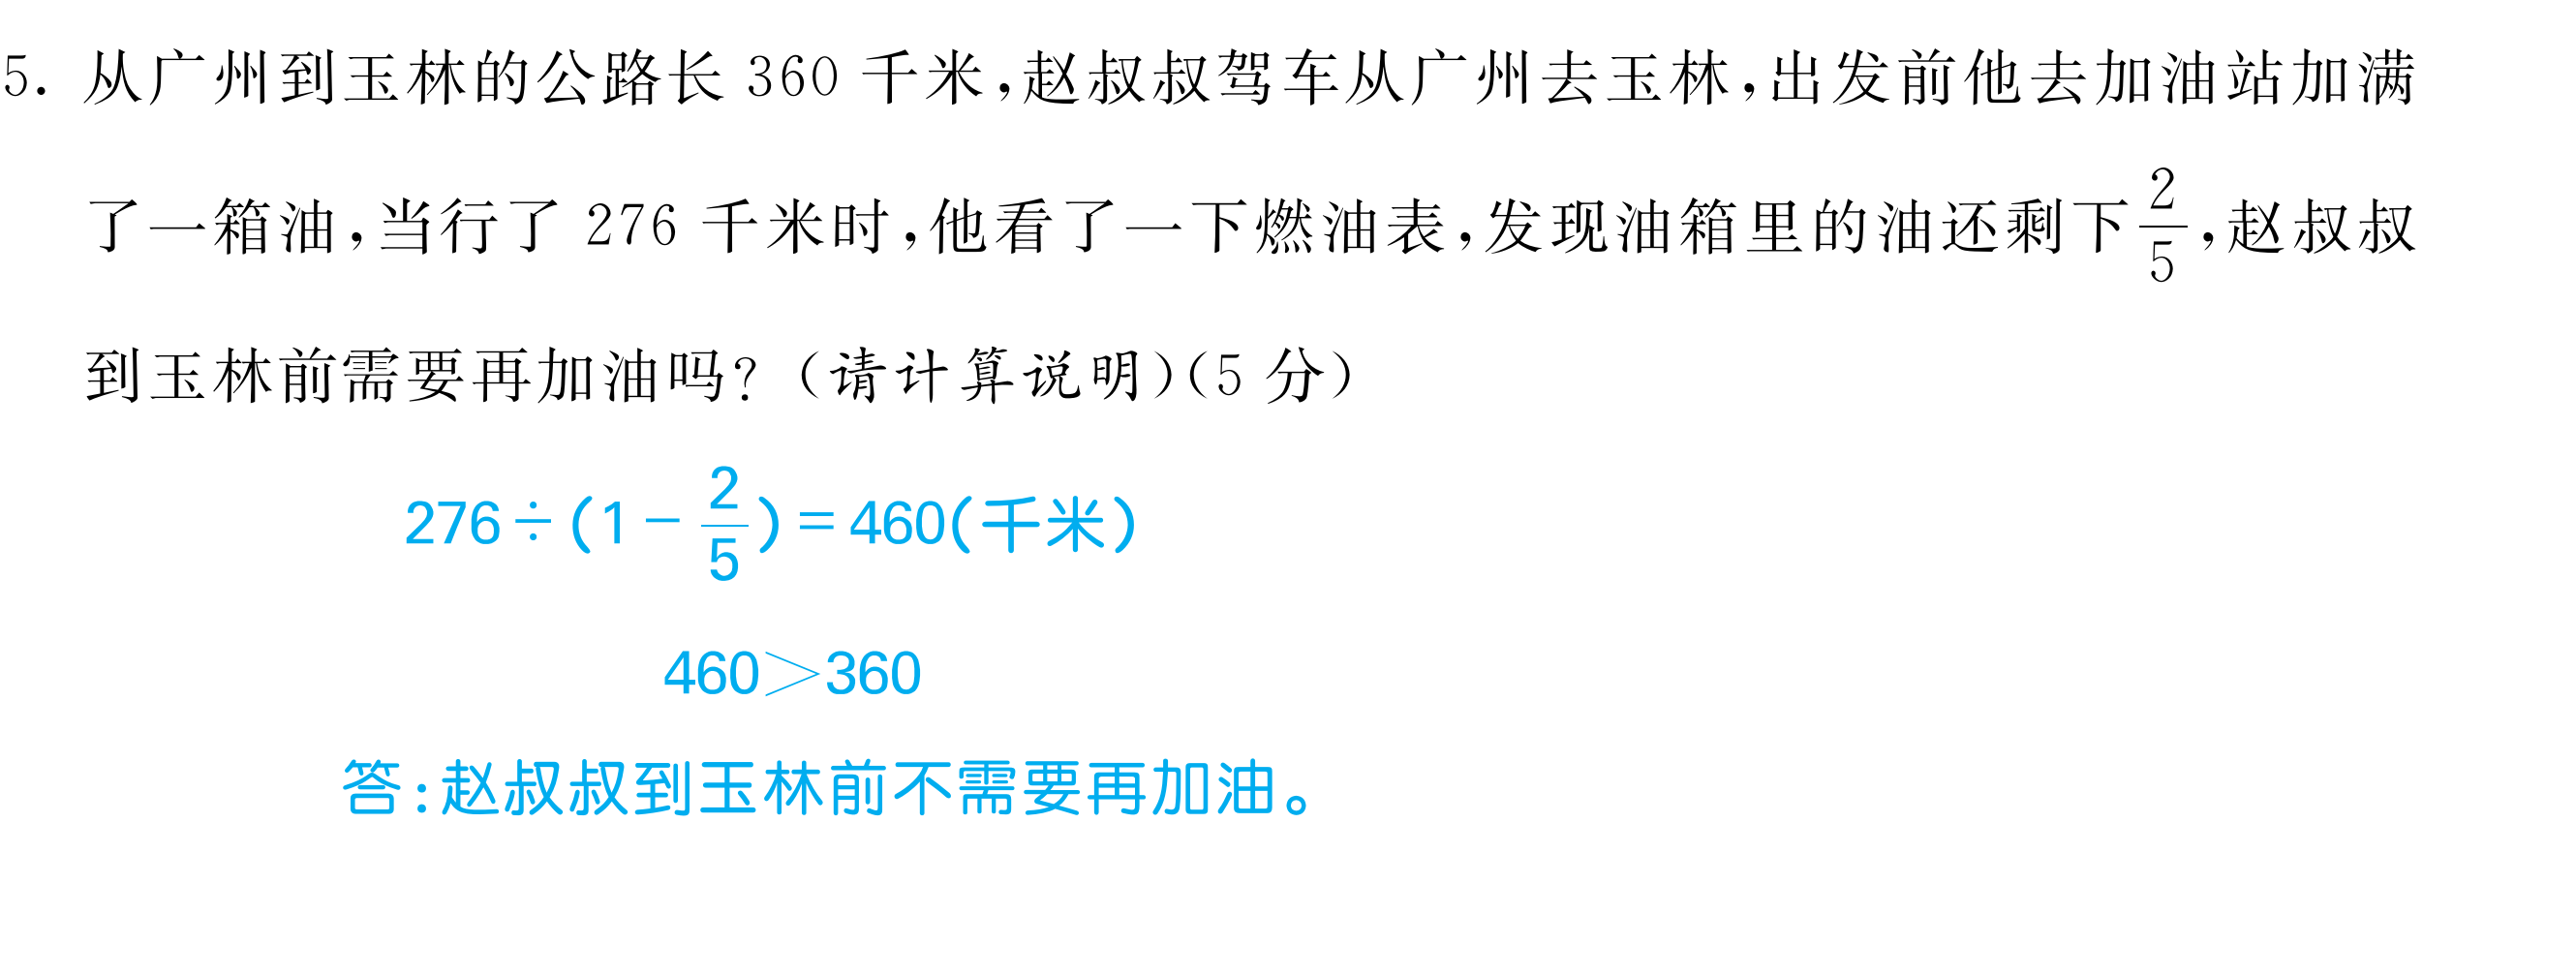 5. 从广州到玉林的公路长 360 千米,赵叔叔驾车从广州去玉林,出发前他去加油站加满
了一箱油,当行了 276 千米时,他看了一下燃油表,发现油箱里的油还剩下2/5,赵叔叔
到玉林前需要再加油吗?(请计算说明)(5 分)
276÷(1-2/5)=460(千米)
460>360
答:赵叔叔到玉林前不需要再加油。